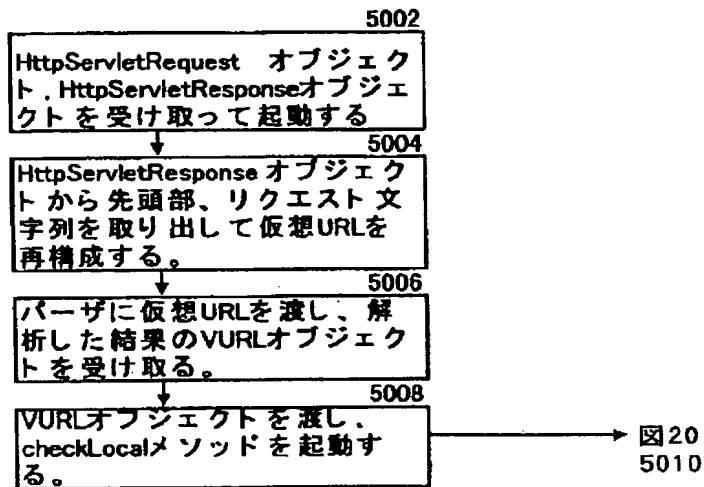 5002
HttpServletRequest オブジェク
ト、HttpServletResponseオブジェ
クトを受け取って起動する
5004
HttpServletResponse オブジェク
トから先頭部、リクエスト文
字列を取り出して仮想URLを
再構成する。
5006
パーザに仮想URLを渡し、解
析した結果のVURLオブジェク
トを受け取る。
5008
VURLオブジェクトを渡し、
checkLocalメソッドを起動す
る。
図20
5010